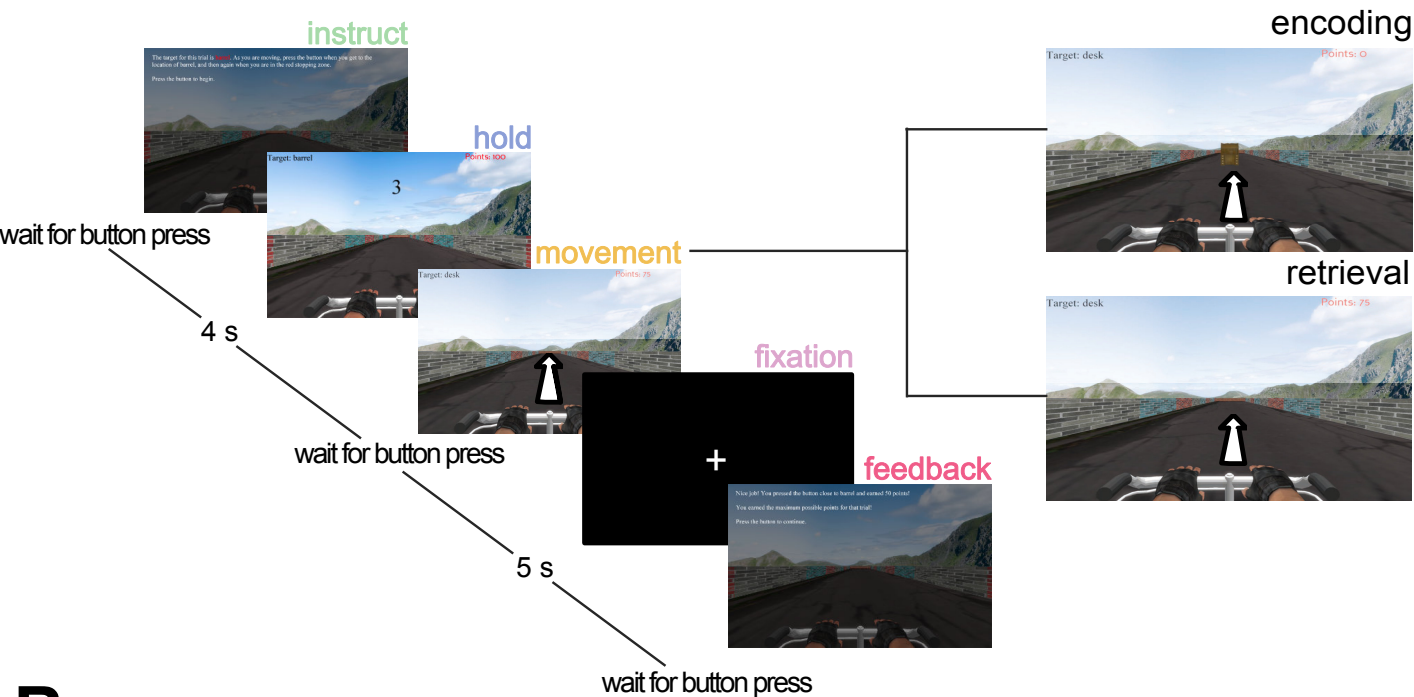 instruct
The target for this trial is . As you are moving, press the button when you get to the
location of barrel, and then again when you are in the red stopping zone.
Press the button to begin.
wait for button press
hold
Target: barrel
Points: 100
3
4 s
movement
Target: desk
Points: 75
wait for button press
fixation
5 s
feedback
Nice job! You pressed the button close to barrel and earned 50 points!
You earned the maximum possible points for that trial!
Press the button to continue.
wait for button press
encoding
Target: desk
Points: 0
retrieval
Target: desk
Points: 75